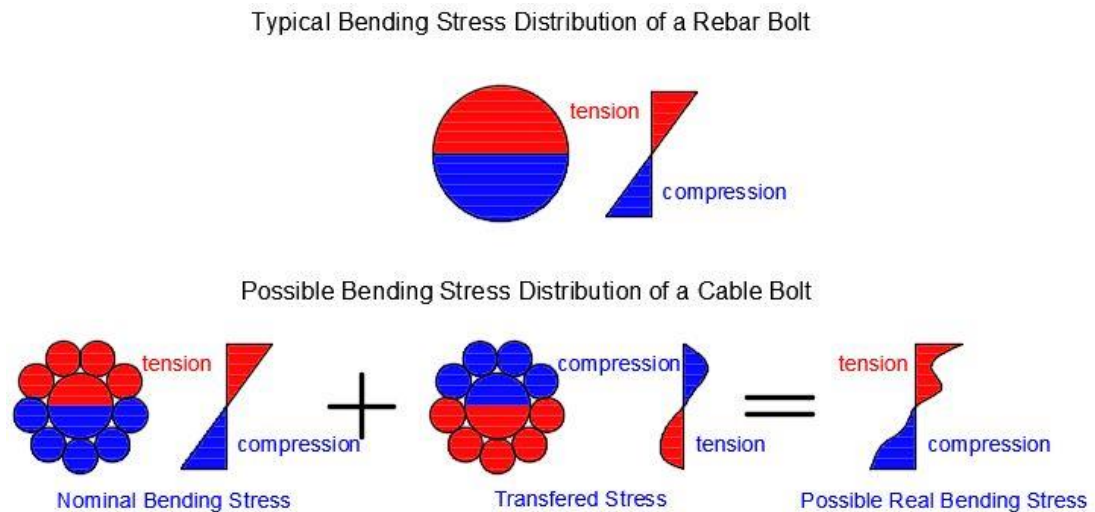 Typical Bending Stress Distribution of a Rebar Bolt
tension
compression
Possible Bending Stress Distribution of a Cable Bolt
tension
compression
Nominal Bending Stress
compression
tension
Transfered Stress
tension
compression
Possible Real Bending Stress